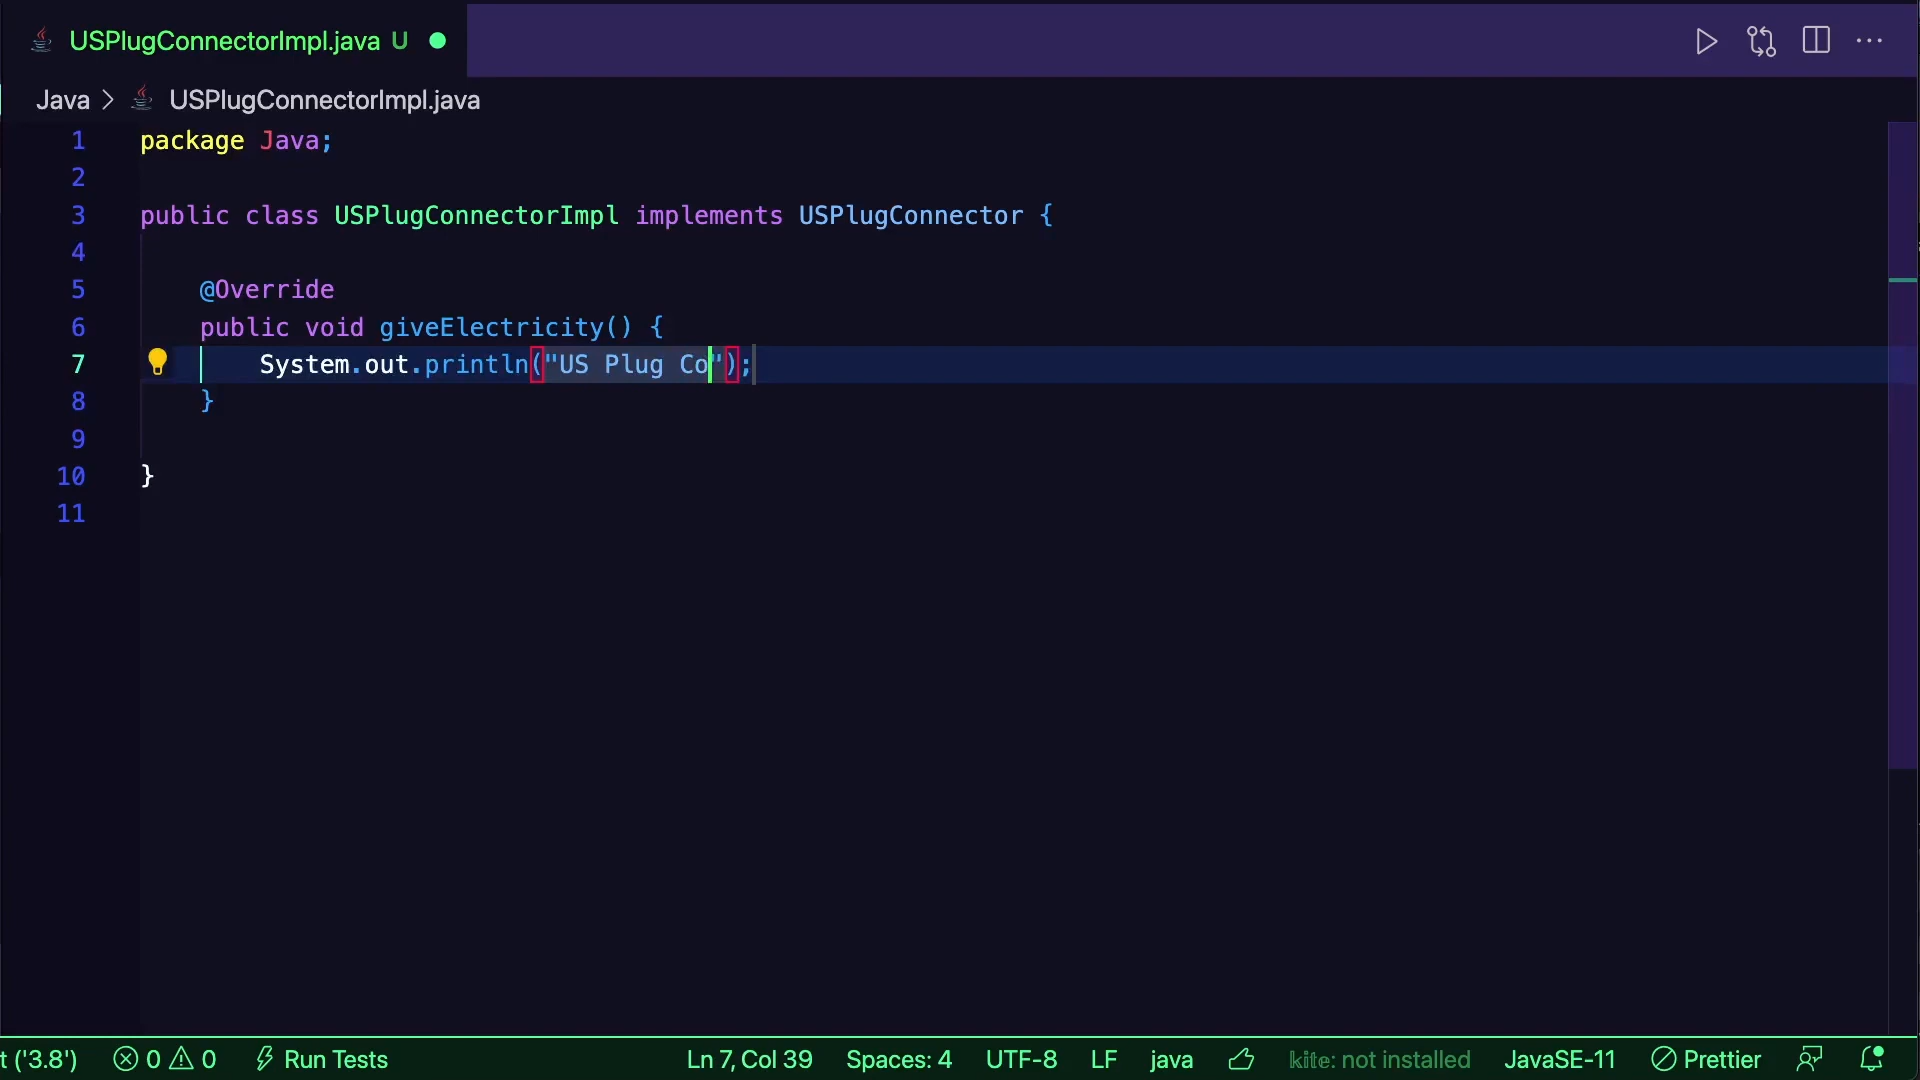 USPlugConnectorImpl.java U
Java > USPlugConnectorImpl.java
1 package Java;
2
3 public class USPlugConnectorImpl implements USPlugConnector {
4
5 @Override
6 public void giveElectricity() {
7 System.out.println("US Plug Co");
8 }
9
10 }
11
t ('3.8') 0 0 Run Tests Ln 7, Col 39 Spaces: 4 UTF-8 LF java kite: not installed JavaSE-11 Prettier